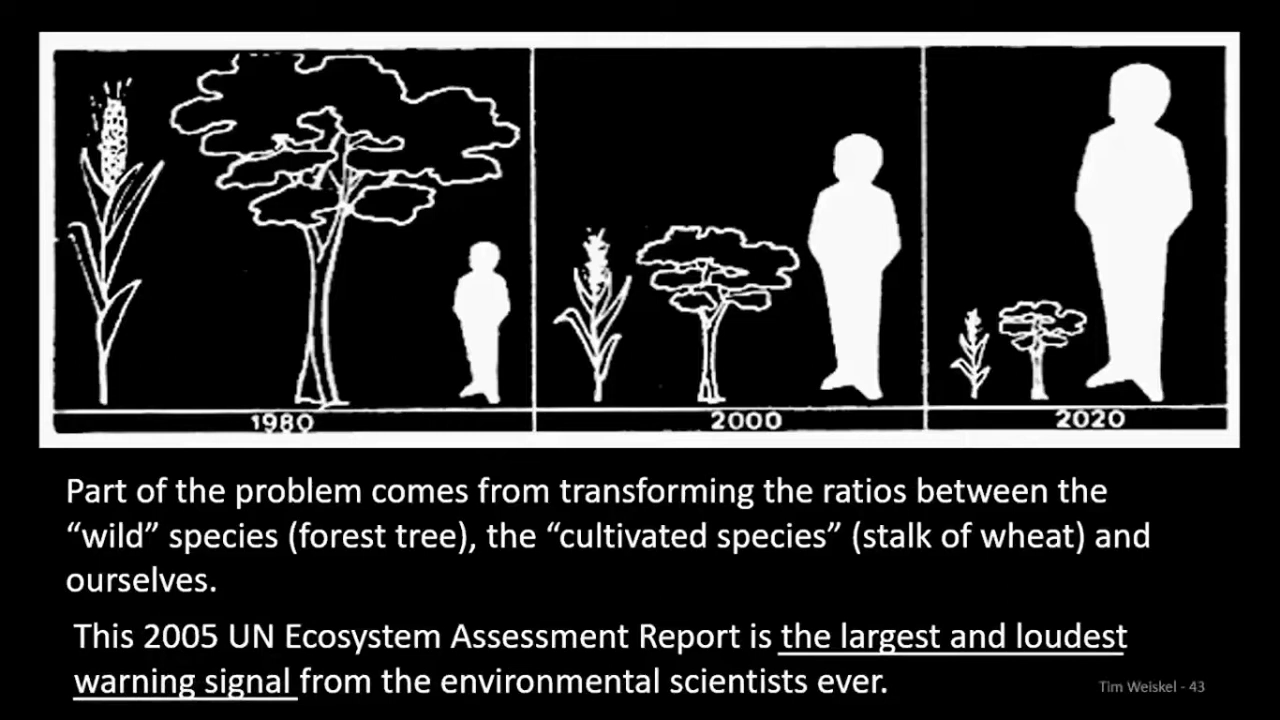 1980
2000
2020
Part of the problem comes from transforming the ratios between the
“wild” species (forest tree), the “cultivated species” (stalk of wheat) and
ourselves.
This 2005 UN Ecosystem Assessment Report is the largest and loudest
warning signal from the environmental scientists ever.
Tim Weiskel - 43